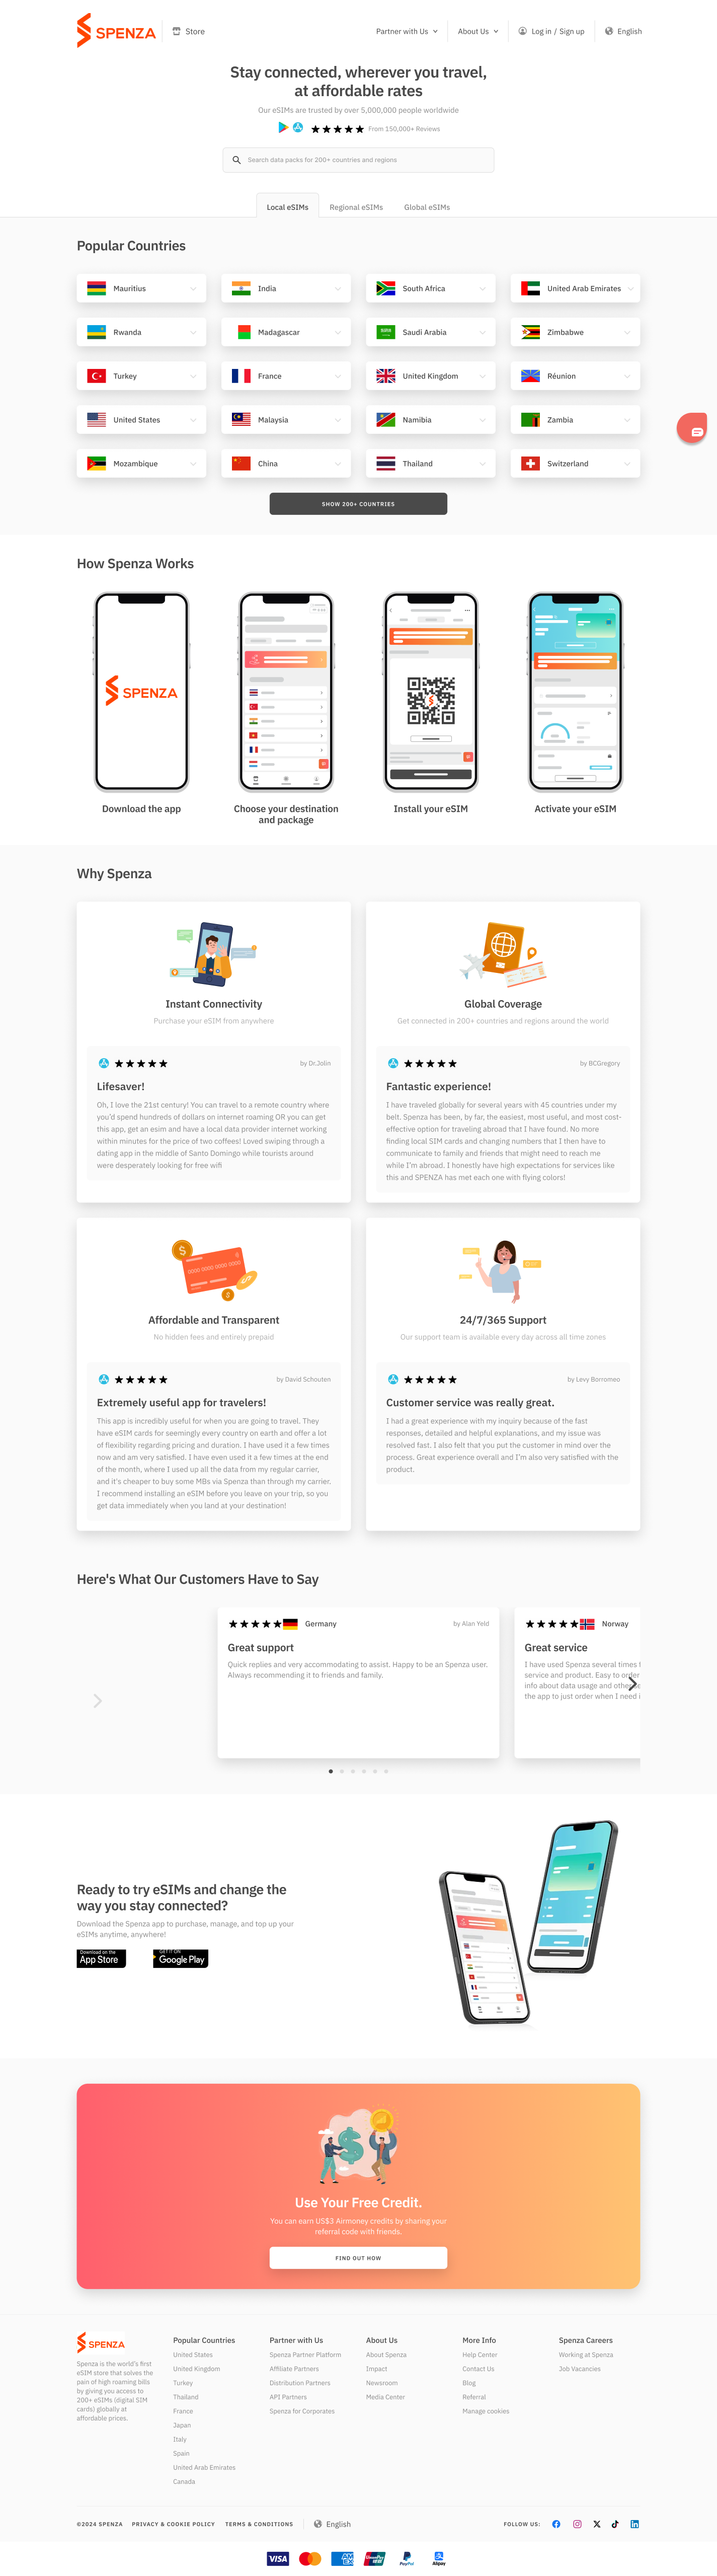 SPENZA
Store
Partner with Us
About Us
Log in / Sign up
English
Stay connected, wherever you travel,
at affordable rates
Our eSIMs are trusted by over 5,000,000 people worldwide
From 150,000+ Reviews
Search data packs for 200+ countries and regions
Local eSIMs
Regional eSIMs
Global eSIMs
Popular Countries
Mauritius
India
South Africa
United Arab Emirates
Rwanda
Madagascar
Saudi Arabia
Zimbabwe
Turkey
France
United Kingdom
Réunion
United States
Malaysia
Namibia
Zambia
Mozambique
China
Thailand
Switzerland
SHOW 200+ COUNTRIES
How Spenza Works
SPENZA
Download the app
Choose your destination
and package
Install your eSIM
Activate your eSIM
Why Spenza
Instant Connectivity
Purchase your eSIM from anywhere
by Dr.Jolin
Lifesaver!
Oh, I love the 21st century! You can travel to a remote country where
you'd spend hundreds of dollars on internet roaming OR you can get
this app, get an esim and have a local data provider internet working
within minutes for the price of two coffees! Loved swiping through a
dating app in the middle of Santo Domingo while tourists around
were desperately looking for free wifi
Global Coverage
Get connected in 200+ countries and regions around the world
by BCGregory
Fantastic experience!
I have traveled globally for several years with 45 countries under my
belt. Spenza has been, by far, the easiest, most useful, and most cost-
effective option for traveling abroad that I have found. No more
finding local SIM cards and changing numbers that I then have to
communicate to family and friends that might need to reach me
while I'm abroad. I honestly have high expectations for services like
this and SPENZA has met each one with flying colors!
0000 0000 0000 0000
Affordable and Transparent
No hidden fees and entirely prepaid
by David Schouten
Extremely useful app for travelers!
This app is incredibly useful for when you are going to travel. They
have eSIM cards for seemingly every country on earth and offer a lot
of flexibility regarding pricing and duration. I have used it a few times
now and am very satisfied. I have even used it a few times at the end
of the month, where I used up all the data from my regular carrier,
and it's cheaper to buy some MBs via Spenza than through my carrier.
I recommend installing an eSIM before you leave on your trip, so you
get data immediately when you land at your destination!
24/7/365 Support
Our support team is available every day across all time zones
by Levy Borromeo
Customer service was really great.
I had a great experience with my inquiry because of the fast
responses, detailed and helpful explanations, and my issue was
resolved fast. I also felt that you put the customer in mind over the
process. Great experience overall and I'm also very satisfied with the
product.
Here's What Our Customers Have to Say
Germany
by Alan Yeld
Great support
Quick replies and very accommodating to assist. Happy to be an Spenza user.
Always recommending it to friends and family.
Norway
Great service
I have used Spenza several times
service and product. Easy to order
info about data usage and
the app to just order when I need
Ready to try eSIMs and change the
way you stay connected?
Download the Spenza app to purchase, manage, and top up your
eSIMs anytime, anywhere!
Download on the
App Store
GET IT ON
Google Play
Use Your Free Credit.
You can earn US$3 Airmoney credits by sharing your
referral code with friends.
FIND OUT HOW
SPENZA
Spenza is the world's first
eSIM store that solves the
pain of high roaming bills
by giving you access to
200+ eSIMs (digital SIM
cards) globally at
affordable prices.
Popular Countries
United States
United Kingdom
Turkey
Thailand
France
Japan
Italy
Spain
United Arab Emirates
Canada
Partner with Us
Spenza Partner Platform
Affiliate Partners
Distribution Partners
API Partners
Spenza for Corporates
About Us
About Spenza
Impact
Newsroom
Media Center
More Info
Help Center
Contact Us
Blog
Referral
Manage cookies
Spenza Careers
Working at Spenza
Job Vacancies
©2024 SPENZA
PRIVACY & COOKIE POLICY
TERMS & CONDITIONS
English
FOLLOW US:
VISA
AMEX
UnionPay
PayPal
Alipay